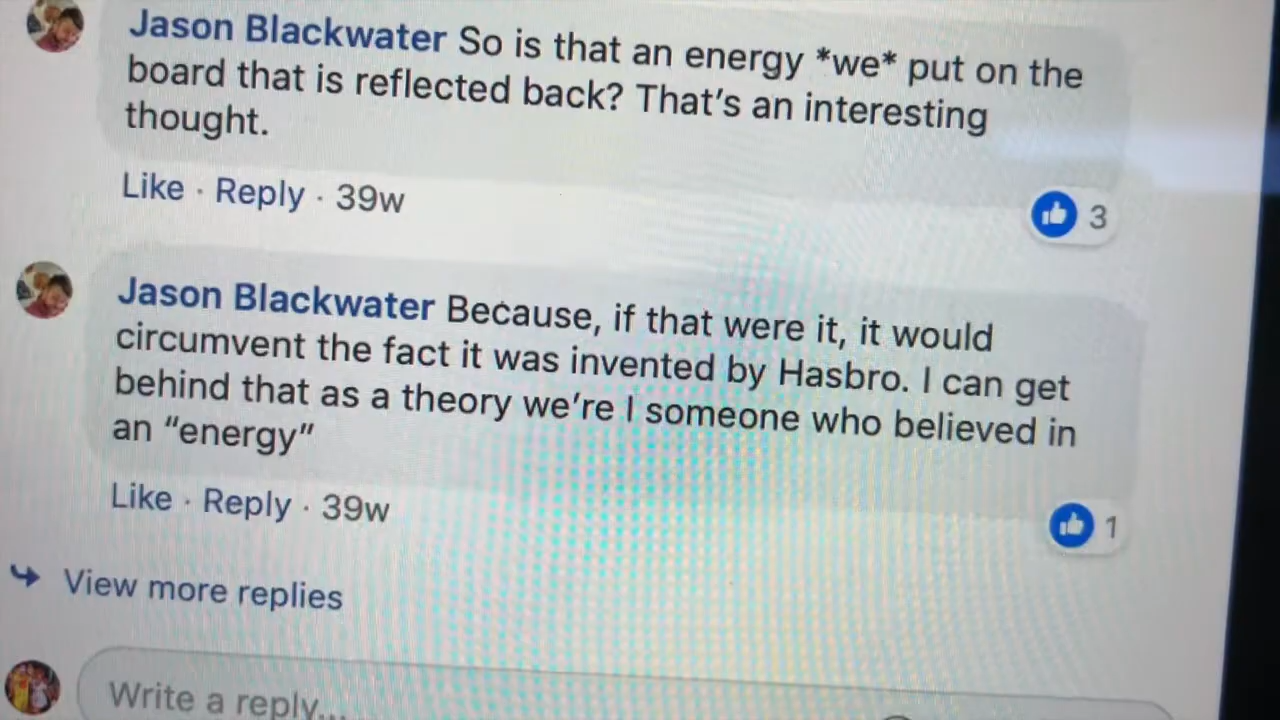 Jason Blackwater So is that an energy *we* put on the
board that is reflected back? That's an interesting
thought.
Like · Reply · 39w
3
Jason Blackwater Because, if that were it, it would
circumvent the fact it was invented by Hasbro. I can get
behind that as a theory we're I someone who believed in
an “energy”
Like · Reply · 39w
1
View more replies
Write a reply...